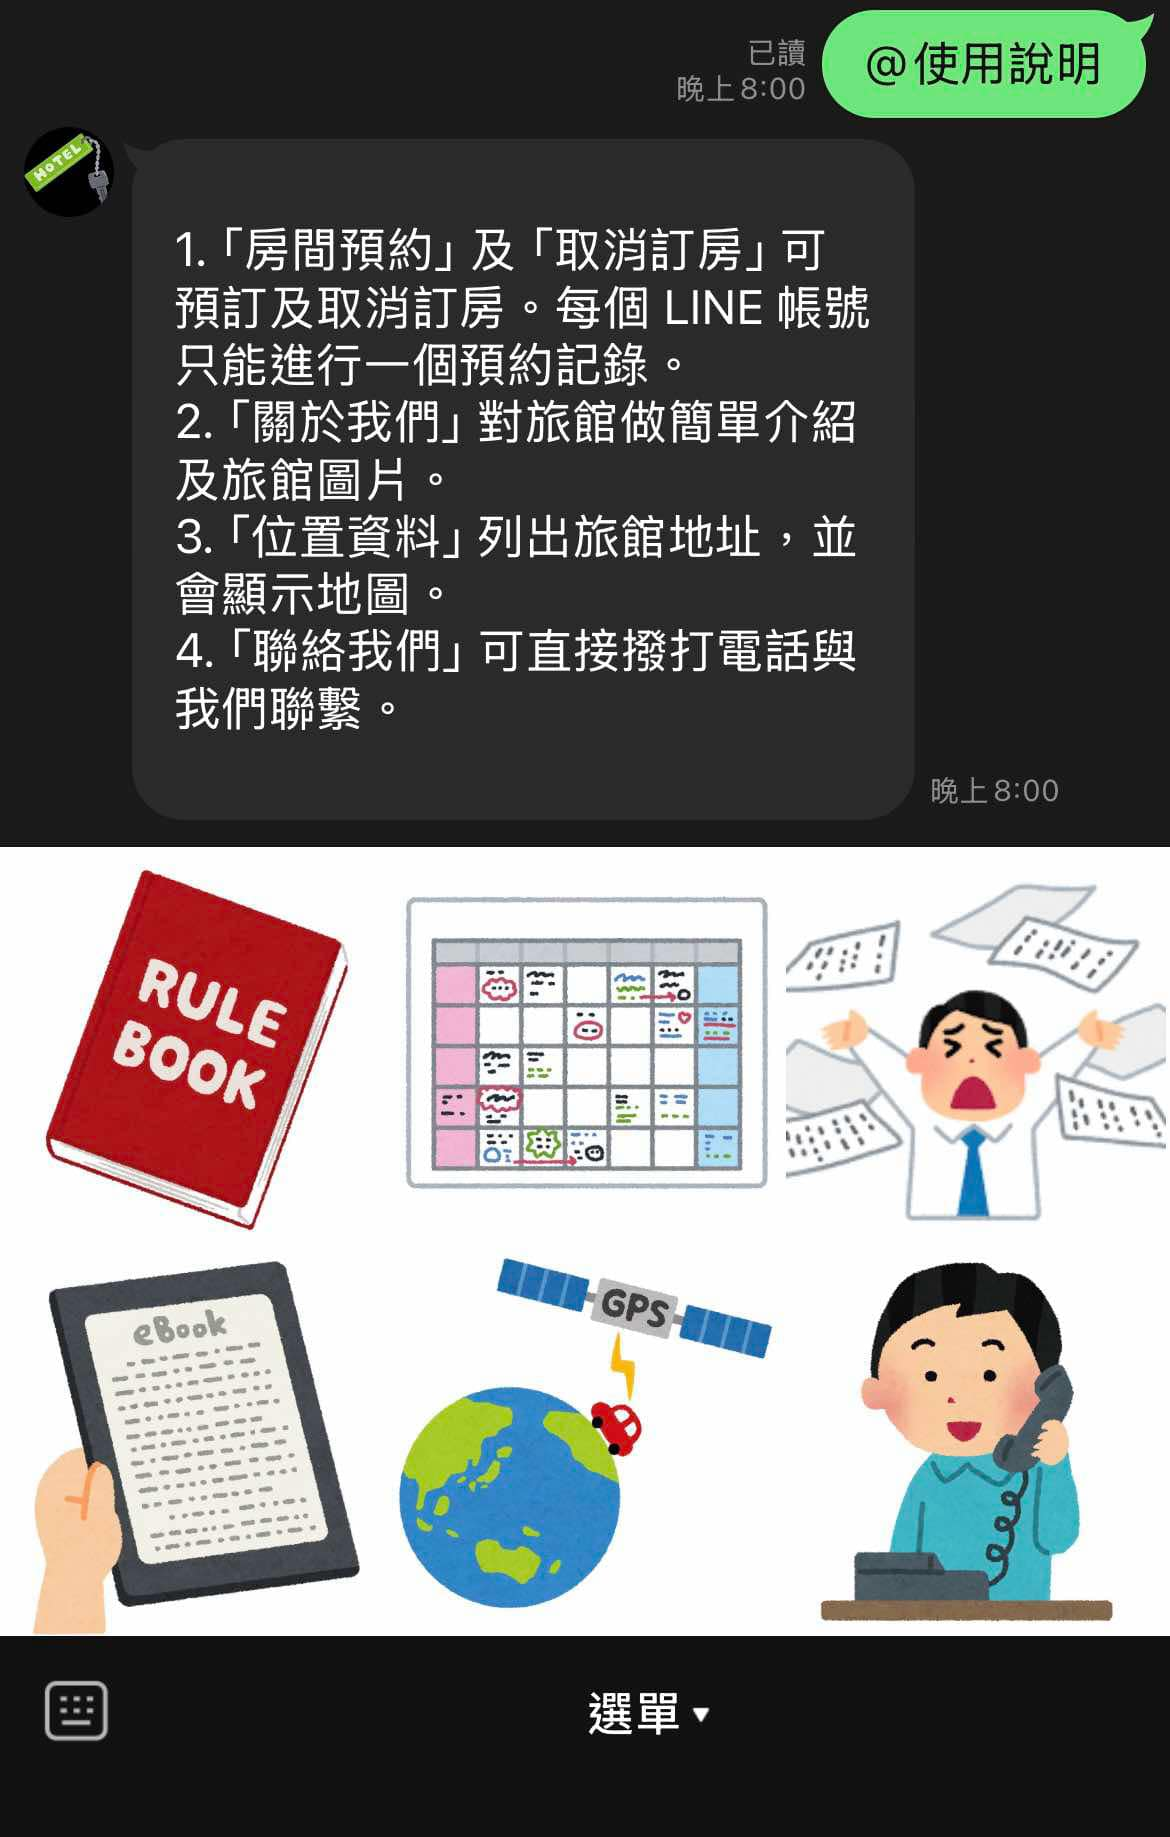 已讀
晚上 8:00
@使用說明
HOTEL
1.「房間預約」及「取消訂房」可
預訂及取消訂房。每個 LINE 帳號
只能進行一個預約記錄。
2.「關於我們」對旅館做簡單介紹
及旅館圖片。
3.「位置資料」列出旅館地址,並
會顯示地圖。
4.「聯絡我們」可直接撥打電話與
我們聯繫。
晚上 8:00
RULE
BOOK
eBook
GPS
選單 ▼